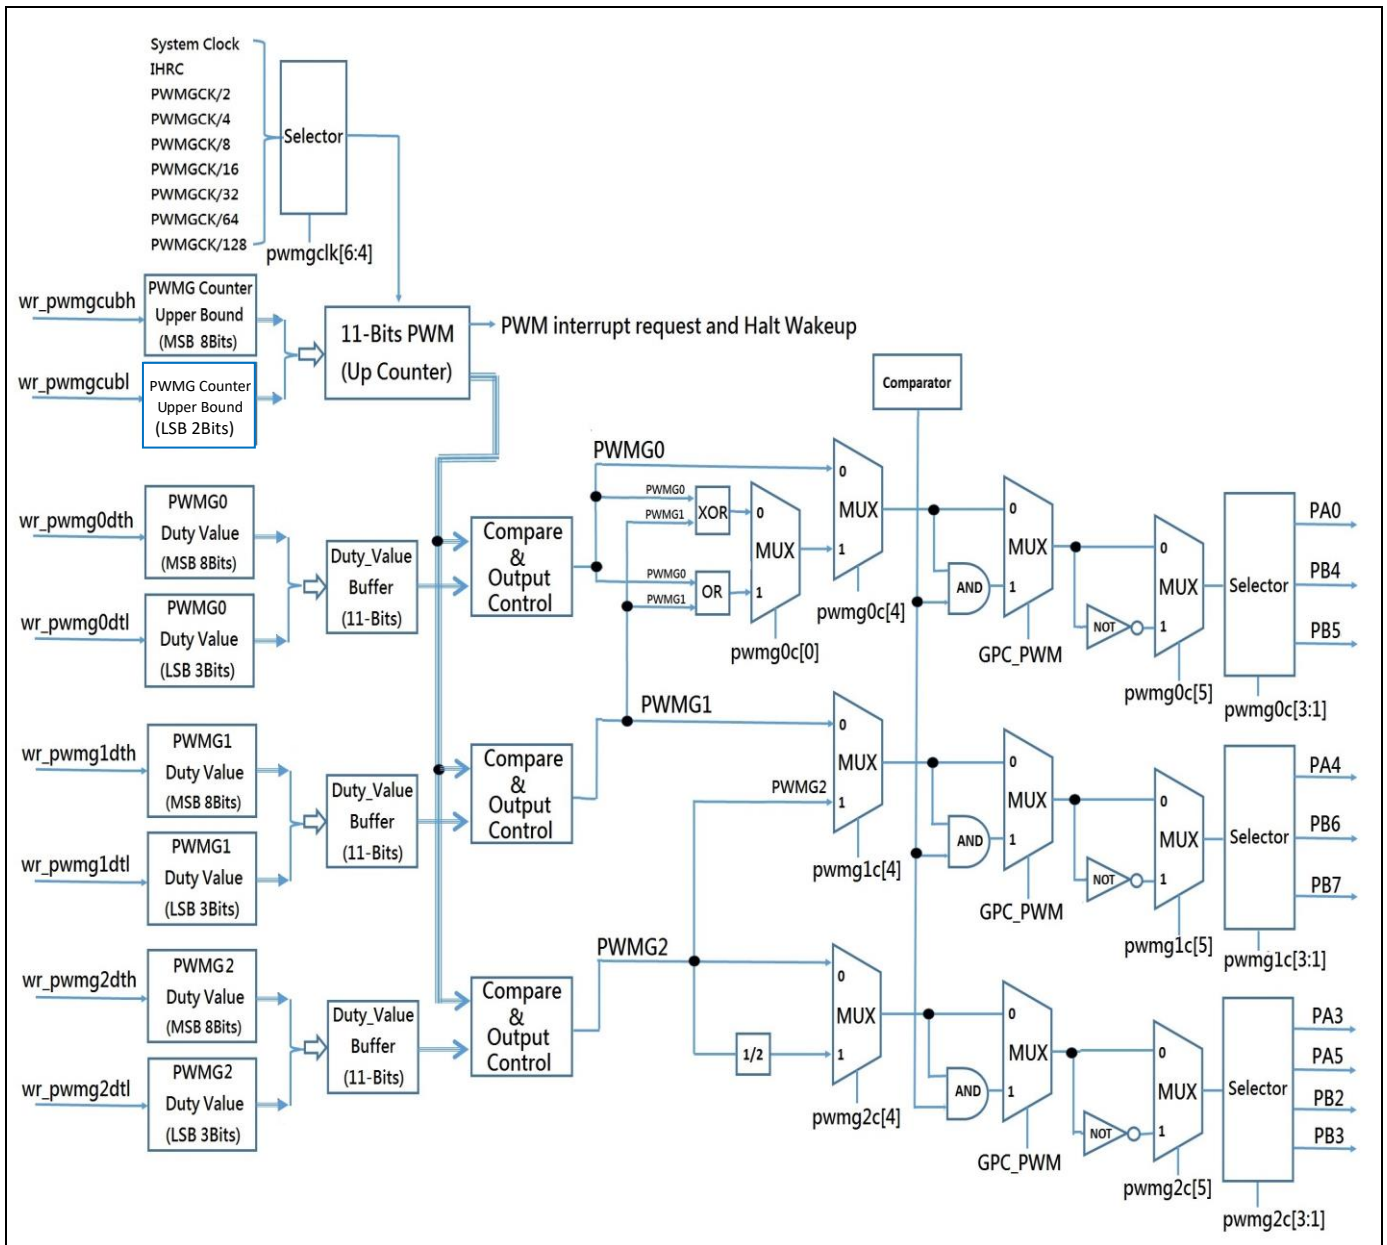 System Clock
IHRC
PWMGCK/2
PWMGCK/4
PWMGCK/8
PWMGCK/16
PWMGCK/32
PWMGCK/64
PWMGCK/128
Selector
pwmgclk[6:4]
wr_pwmgcubh
PWMG Counter
Upper Bound
(MSB 8Bits)
wr_pwmgcubl
PWMG Counter
Upper Bound
(LSB 2Bits)
11-Bits PWM
(Up Counter)
PWM interrupt request and Halt Wakeup
Comparator
wr_pwmg0dth
PWMG0
Duty Value
(MSB 8Bits)
wr_pwmg0dtl
PWMG0
Duty Value
(LSB 3Bits)
Duty_Value
Buffer
(11-Bits)
Compare
&
Output
Control
PWMG0
PWMG0
PWMG1
XOR
PWMG0
PWMG1
OR
0
MUX
1
pwmg0c[0]
0
MUX
1
pwmg0c[4]
AND
0
MUX
1
GPC_PWM
NOT
0
MUX
1
pwmg0c[5]
Selector
pwmg0c[3:1]
PA0
PB4
PB5
wr_pwmg1dth
PWMG1
Duty Value
(MSB 8Bits)
wr_pwmg1dtl
PWMG1
Duty Value
(LSB 3Bits)
Duty_Value
Buffer
(11-Bits)
Compare
&
Output
Control
PWMG1
PWMG2
0
MUX
1
pwmg1c[4]
AND
0
MUX
1
GPC_PWM
NOT
0
MUX
1
pwmg1c[5]
Selector
pwmg1c[3:1]
PA4
PB6
PB7
wr_pwmg2dth
PWMG2
Duty Value
(MSB 8Bits)
wr_pwmg2dtl
PWMG2
Duty Value
(LSB 3Bits)
Duty_Value
Buffer
(11-Bits)
Compare
&
Output
Control
PWMG2
1/2
0
MUX
1
pwmg2c[4]
AND
0
MUX
1
GPC_PWM
NOT
0
MUX
1
pwmg2c[5]
Selector
pwmg2c[3:1]
PA3
PA5
PB2
PB3